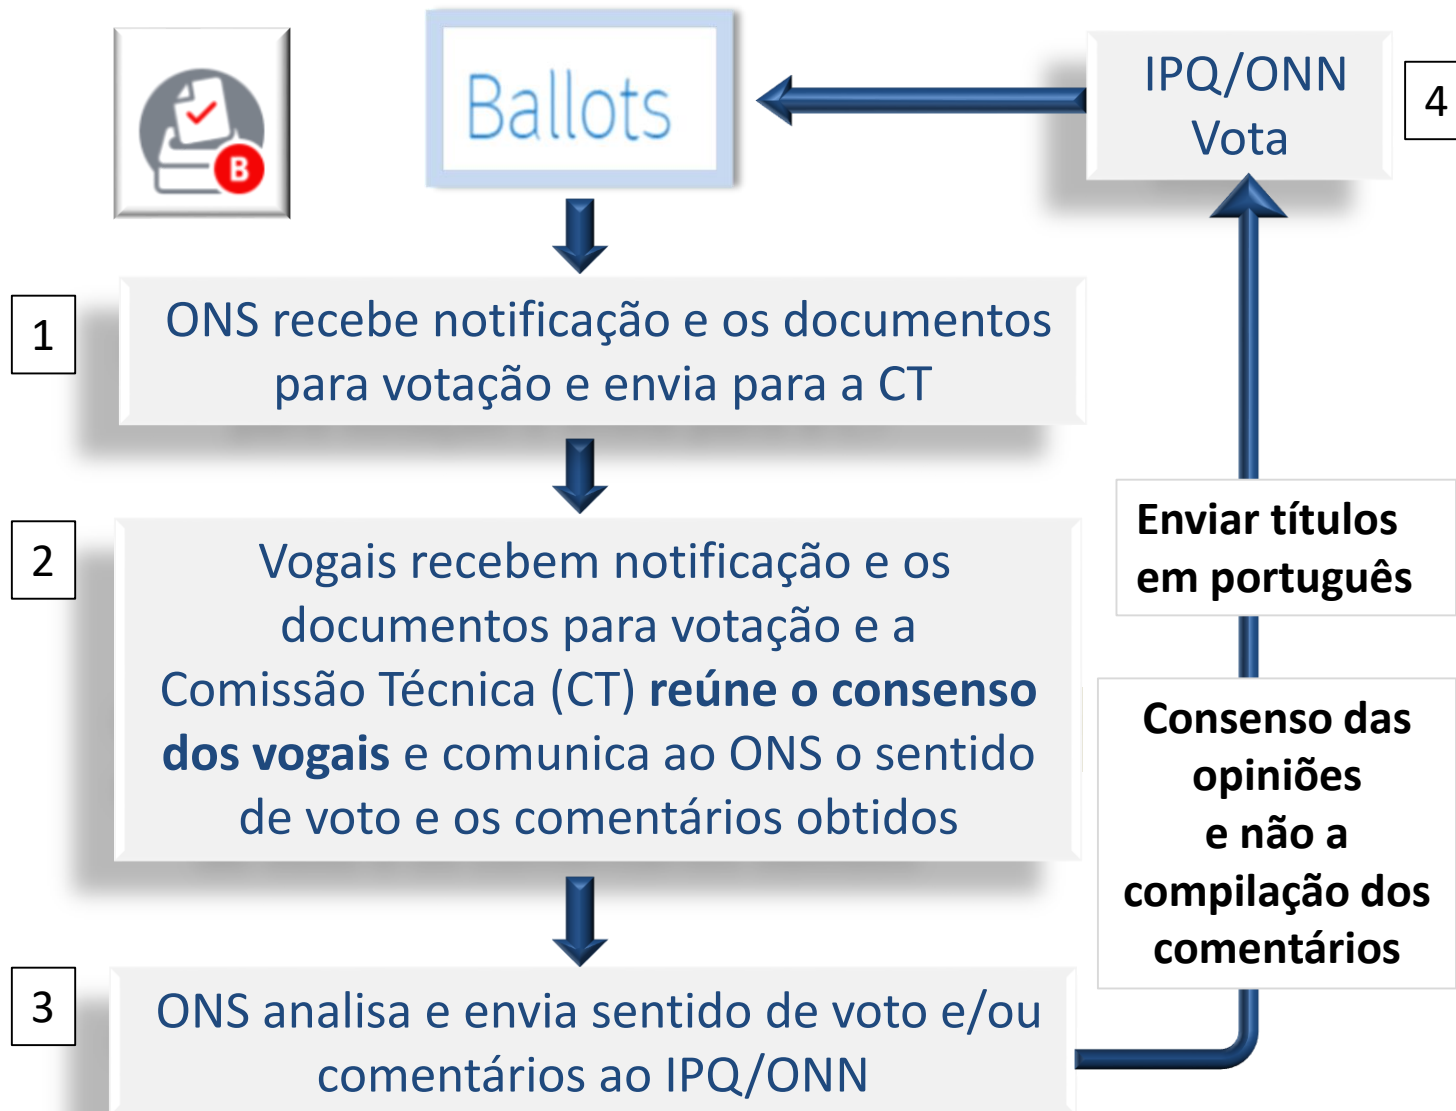 B
Ballots
IPQ/ONN
Vota
4
1
ONS recebe notificação e os documentos
para votação e envia para a CT
2
Vogais recebem notificação e os
documentos para votação e a
Comissão Técnica (CT) reúne o consenso
dos vogais e comunica ao ONS o sentido
de voto e os comentários obtidos
Enviar títulos
em português
Consenso das
opiniões
e não a
compilação dos
comentários
3
ONS analisa e envia sentido de voto e/ou
comentários ao IPQ/ONN